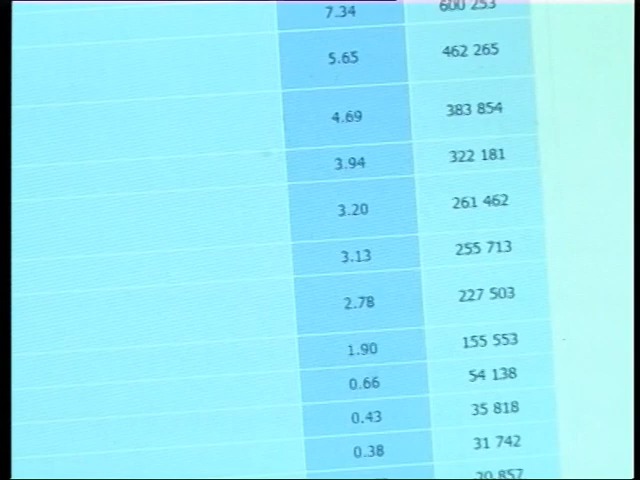 7.34 600 253
5.65 462 265
4.69 383 854
3.94 322 181
3.20 261 462
3.13 255 713
2.78 227 503
1.90 155 553
0.66 54 138
0.43 35 818
0.38 31 742